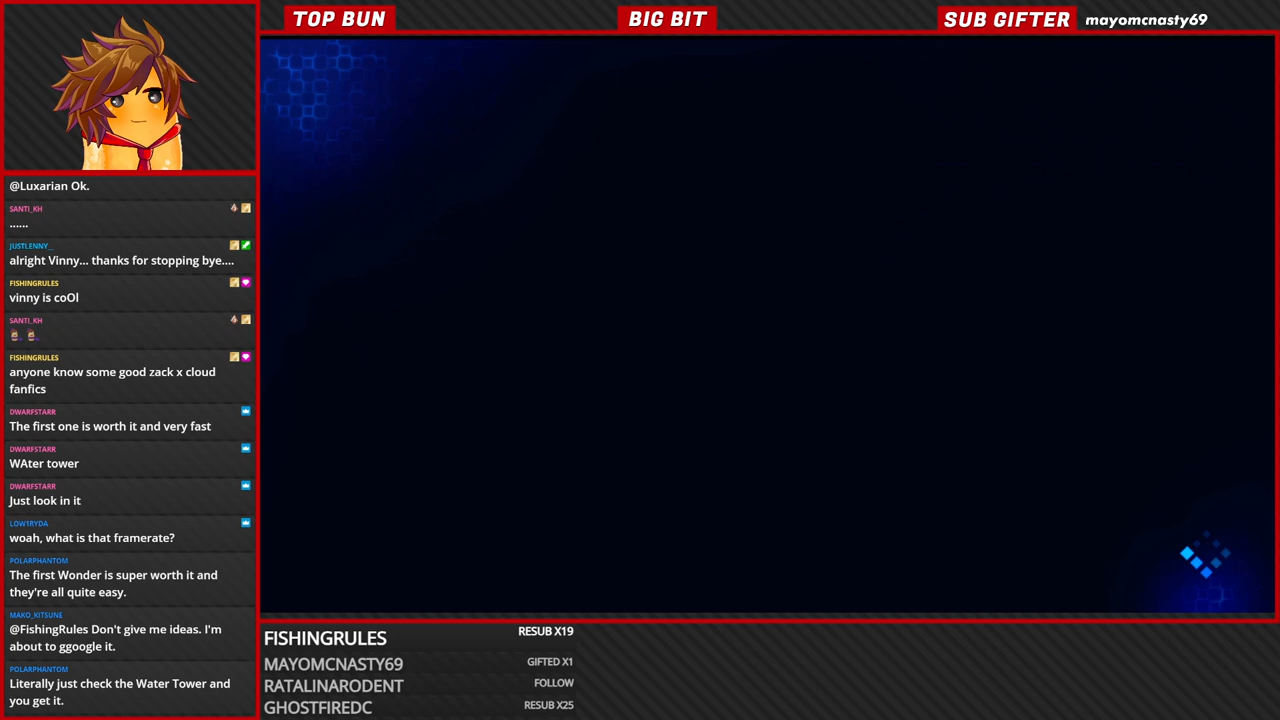 TOP BUN
BIG BIT
SUB GIFTER mayomcnasty69
@Luxarian Ok.
SANTI_KH
......
JUSTLENNY_
alright Vinny... thanks for stopping bye....
FISHINGRULES
vinny is coOl
SANTI_KH
FISHINGRULES
anyone know some good zack x cloud
fanfics
DWARFSTARR
The first one is worth it and very fast
DWARFSTARR
WAter tower
DWARFSTARR
Just look in it
LOW1RYDA
woah, what is that framerate?
POLARPHANTOM
The first Wonder is super worth it and
they're all quite easy.
MAKO_KITSUNE
@FishingRules Don't give me ideas. I'm
about to ggoogle it.
POLARPHANTOM
Literally just check the Water Tower and
you get it.
FISHINGRULES RESUB X19
MAYOMCNASTY69 GIFTED X1
RATALINARODENT FOLLOW
GHOSTFIREDC RESUB X25